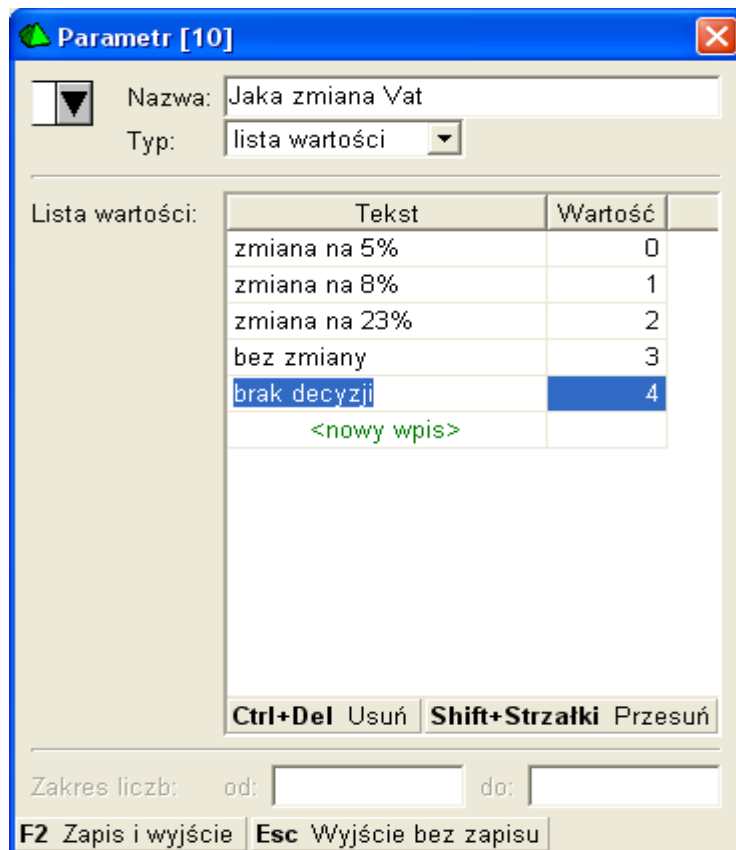 Parametr [10]
Nazwa: Jaka zmiana Vat
Typ: lista wartości
Lista wartości: Tekst Wartość
zmiana na 5% 0
zmiana na 8% 1
zmiana na 23% 2
bez zmiany 3
brak decyzji 4
<nowy wpis>
Ctrl+Del Usuń Shift+Strzałki Przesuń
Zakres liczb: od: do:
F2 Zapis i wyjście Esc Wyjście bez zapisu